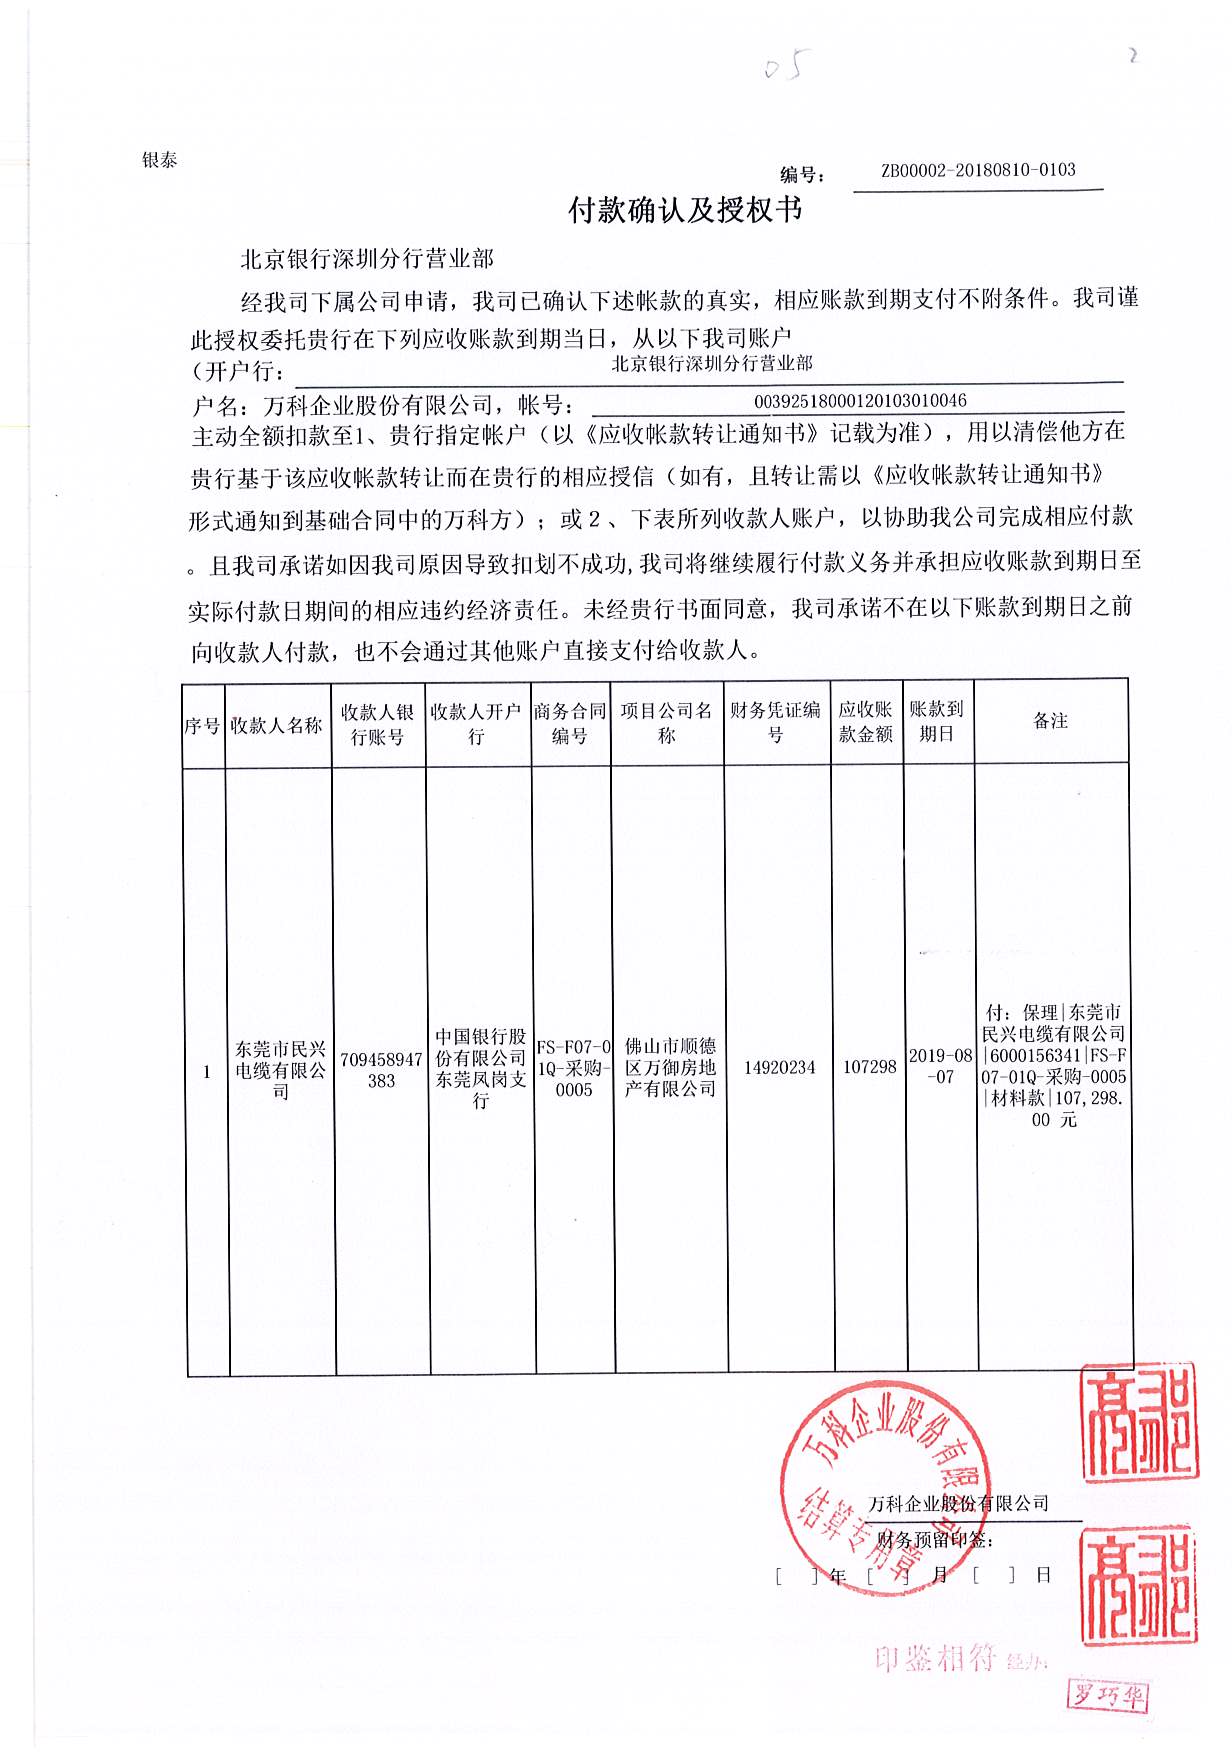 05
2
银泰
编号： ZB00002-20180810-0103
付款确认及授权书
北京银行深圳分行营业部
经我司下属公司申请，我司已确认下述帐款的真实，相应账款到期支付不附条件。我司谨
此授权委托贵行在下列应收账款到期当日，从以下我司账户
（开户行： 北京银行深圳分行营业部
户名：万科企业股份有限公司，帐号： 00392518000120103010046
主动全额扣款至1、贵行指定帐户（以《应收帐款转让通知书》记载为准），用以清偿他方在
贵行基于该应收帐款转让而在贵行的相应授信（如有，且转让需以《应收帐款转让通知书》
形式通知到基础合同中的万科方）；或２、下表所列收款人账户，以协助我公司完成相应付款
。且我司承诺如因我司原因导致扣划不成功,我司将继续履行付款义务并承担应收账款到期日至
实际付款日期间的相应违约经济责任。未经贵行书面同意，我司承诺不在以下账款到期日之前
向收款人付款，也不会通过其他账户直接支付给收款人。
序号 收款人名称 收款人银行账号 收款人开户行 商务合同编号 项目公司名称 财务凭证编号 应收账款金额 账款到期日 备注
1 东莞市民兴电缆有限公司 709458947383 中国银行股份有限公司东莞凤岗支行 FS-F07-01Q-采购-0005 佛山市顺德区万御房地产有限公司 14920234 107298 2019-08-07 付：保理|东莞市民兴电缆有限公司|6000156341|FS-F07-01Q-采购-0005|材料款|107,298.00 元
万科企业股份有限公司
结算专用章
万科企业股份有限公司
财务预留印签：
[ ]年 [ ] 月 [ ] 日
印鉴相符 经办:
罗巧华